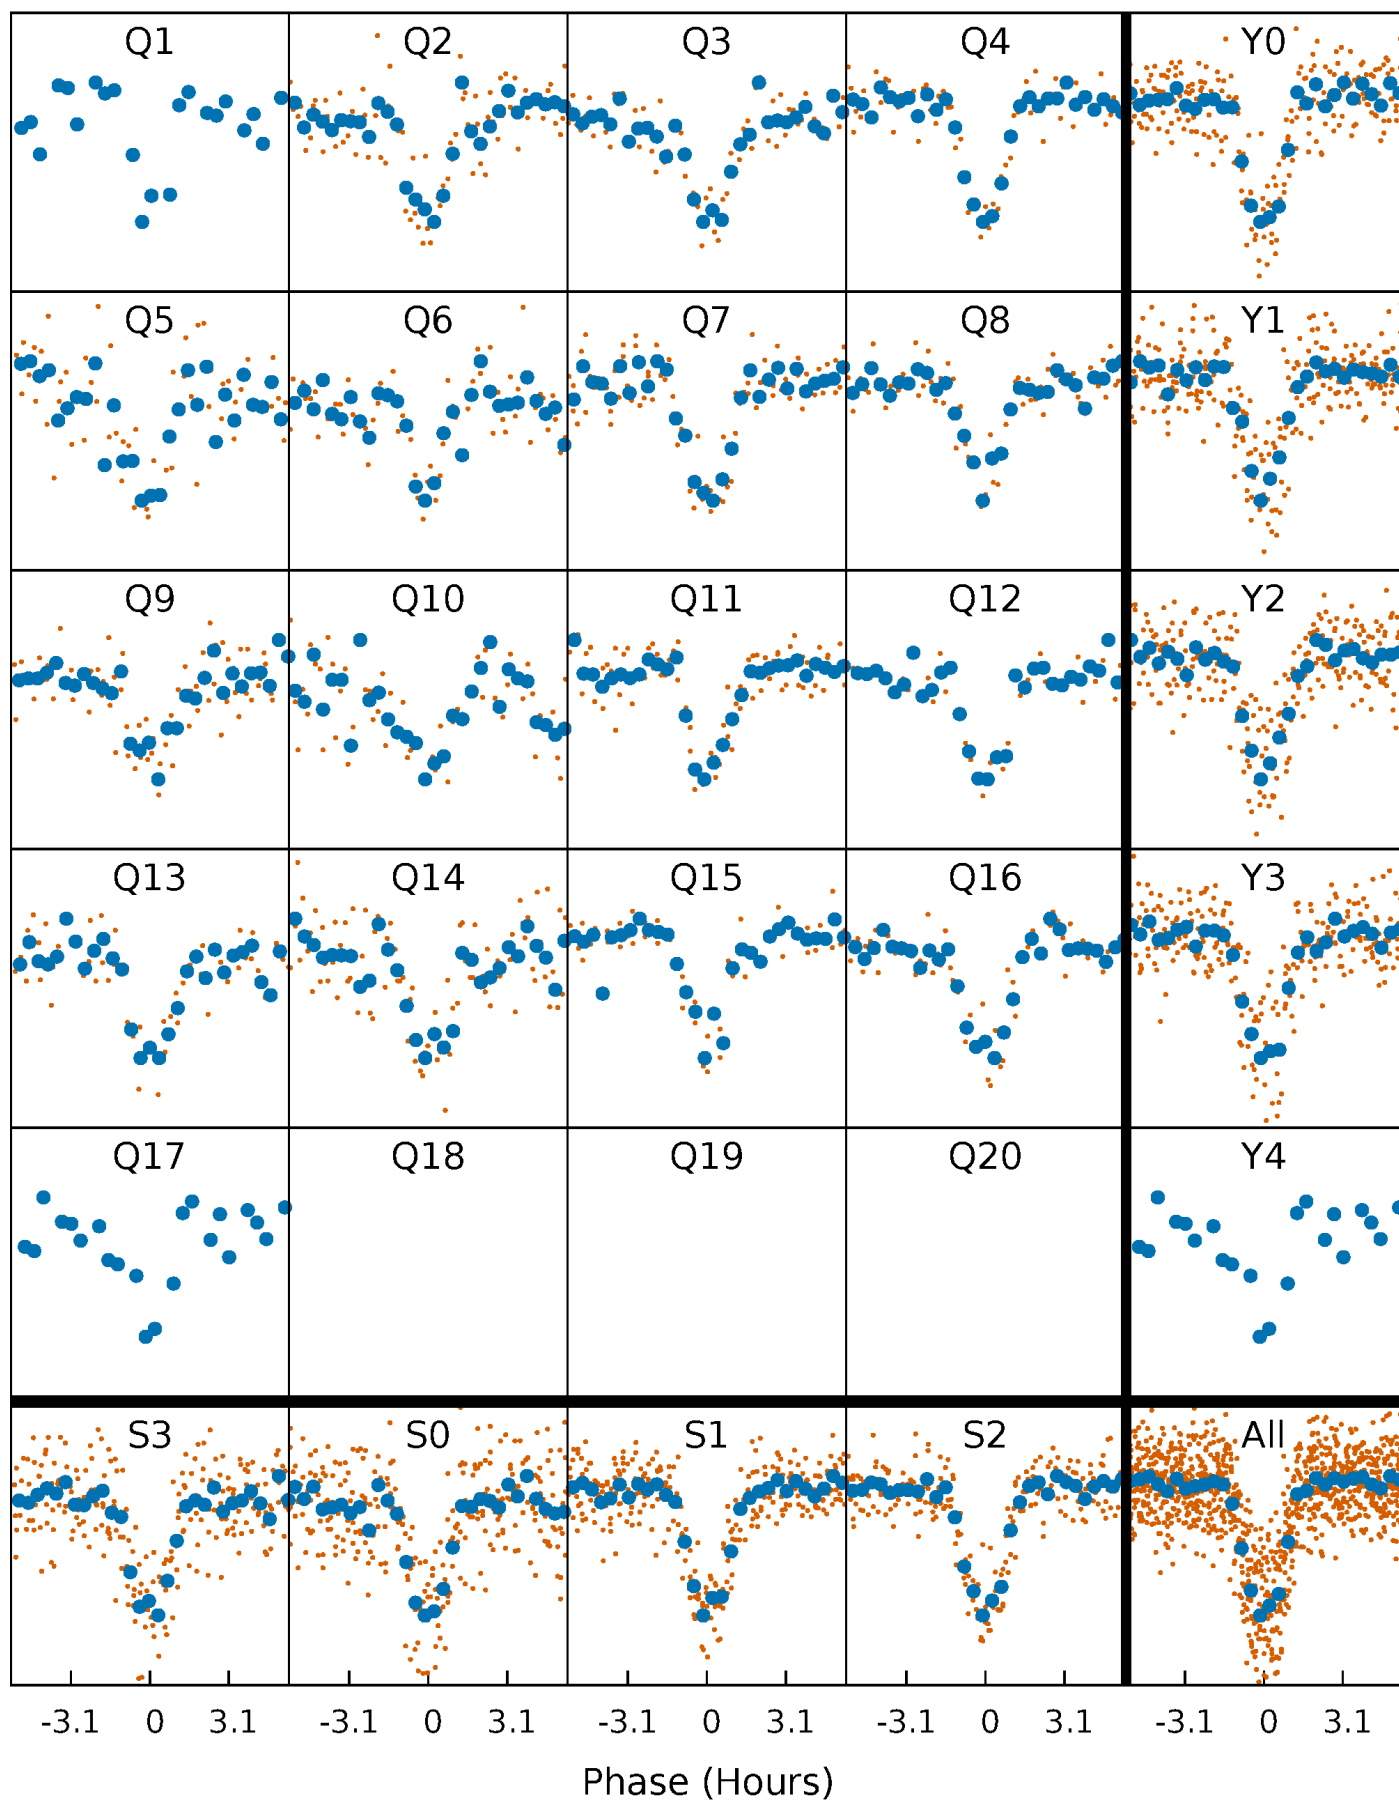 Q1 Q2 Q3 Q4 Y0
Q5 Q6 Q7 Q8 Y1
Q9 Q10 Q11 Q12 Y2
Q13 Q14 Q15 Q16 Y3
Q17 Q18 Q19 Q20 Y4
S3 S0 S1 S2 All
-3.1 0 3.1 -3.1 0 3.1 -3.1 0 3.1 -3.1 0 3.1 -3.1 0 3.1
Phase (Hours)